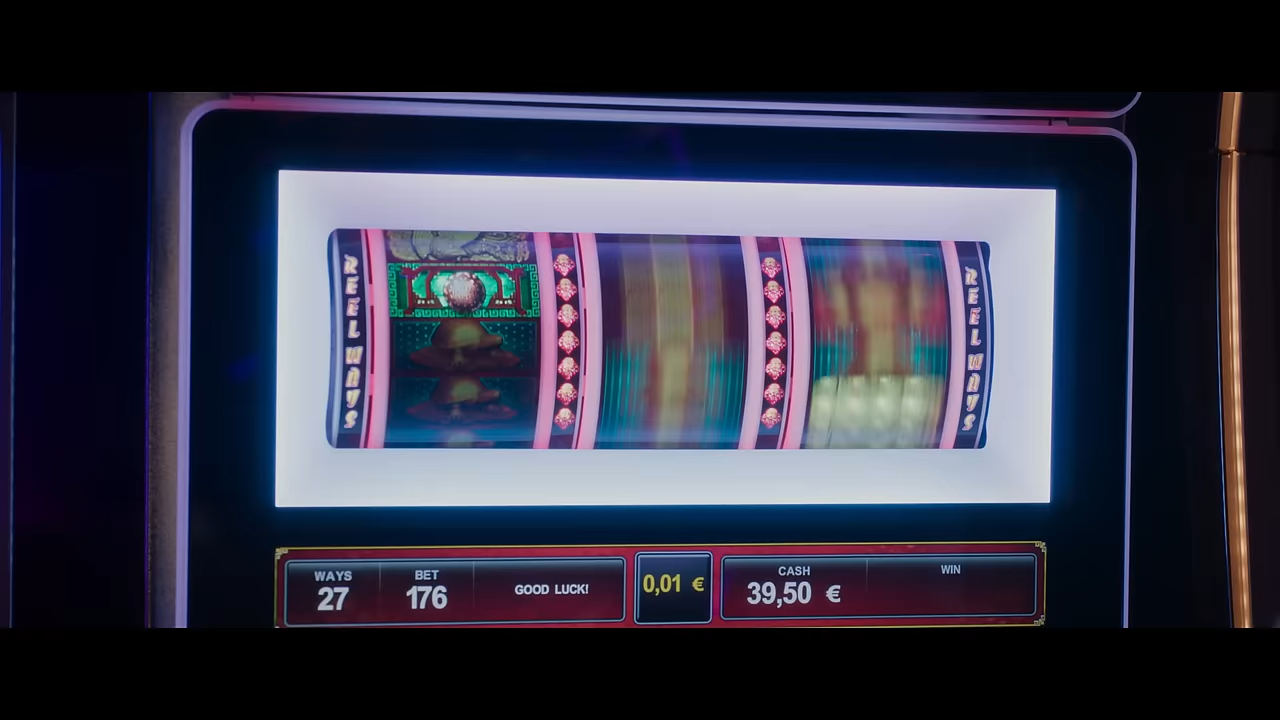 REEL WAYS
REEL WAYS
WAYS
27
BET
176
GOOD LUCK!
0,01 €
CASH
39,50 €
WIN